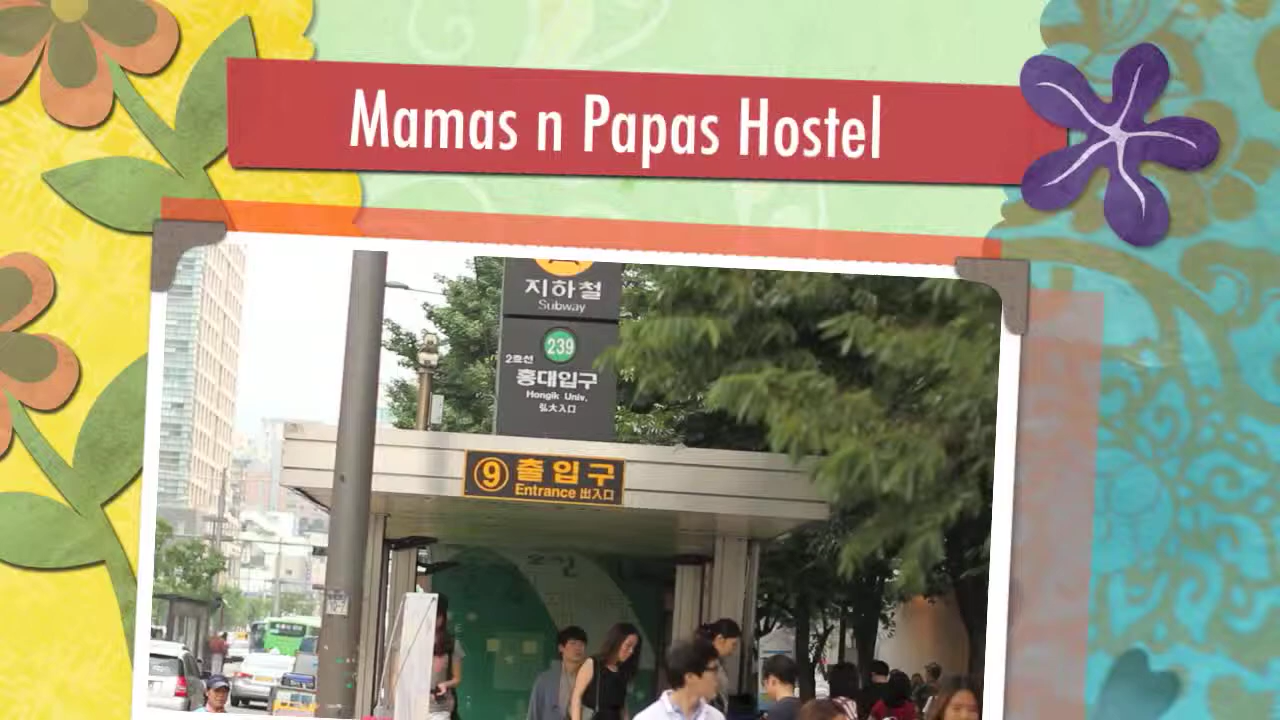 Mamas n Papas Hostel
지하철
Subway
239
2호선
홍대입구
Hongik Univ.
弘大入口
9 출입구
Entrance 出入口